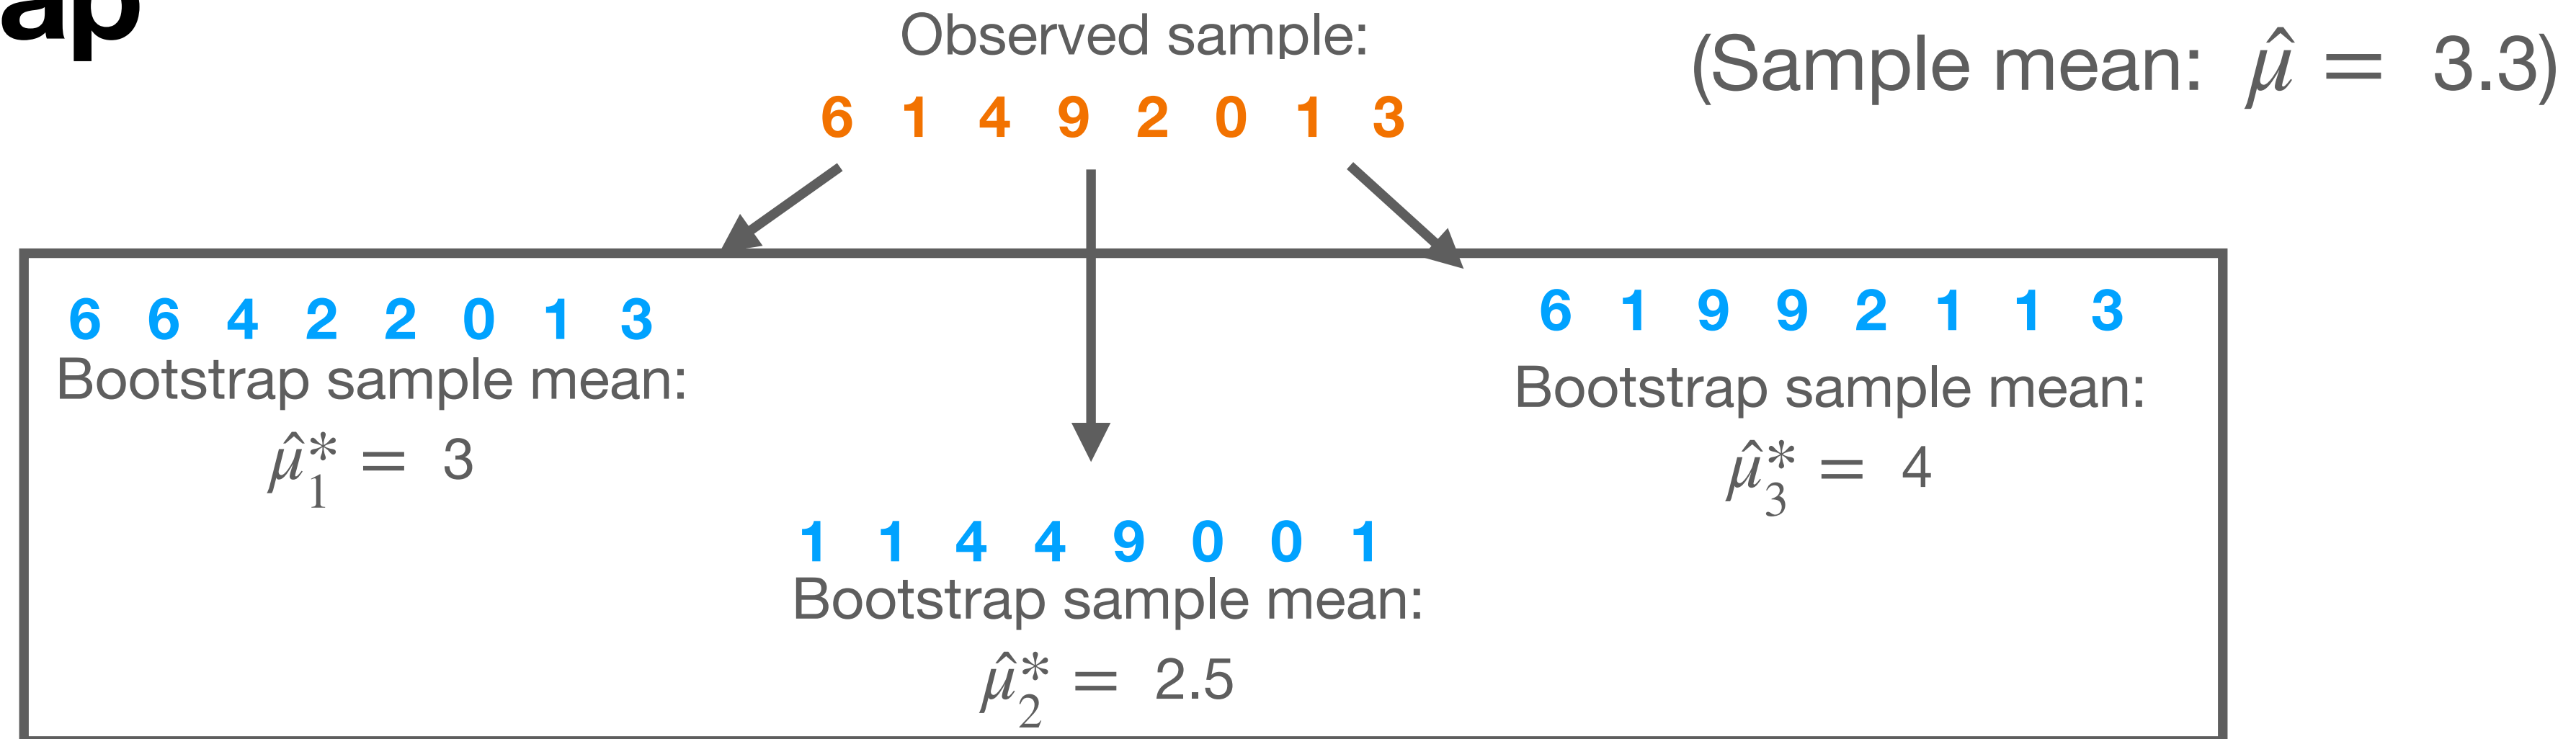 ap
Observed sample:
(Sample mean: μ̂ = 3.3)
6 1 4 9 2 0 1 3
6 6 4 2 2 0 1 3
Bootstrap sample mean:
μ̂*₁ = 3
6 1 9 9 2 1 1 3
Bootstrap sample mean:
μ̂*₃ = 4
1 1 4 4 9 0 0 1
Bootstrap sample mean:
μ̂*₂ = 2.5